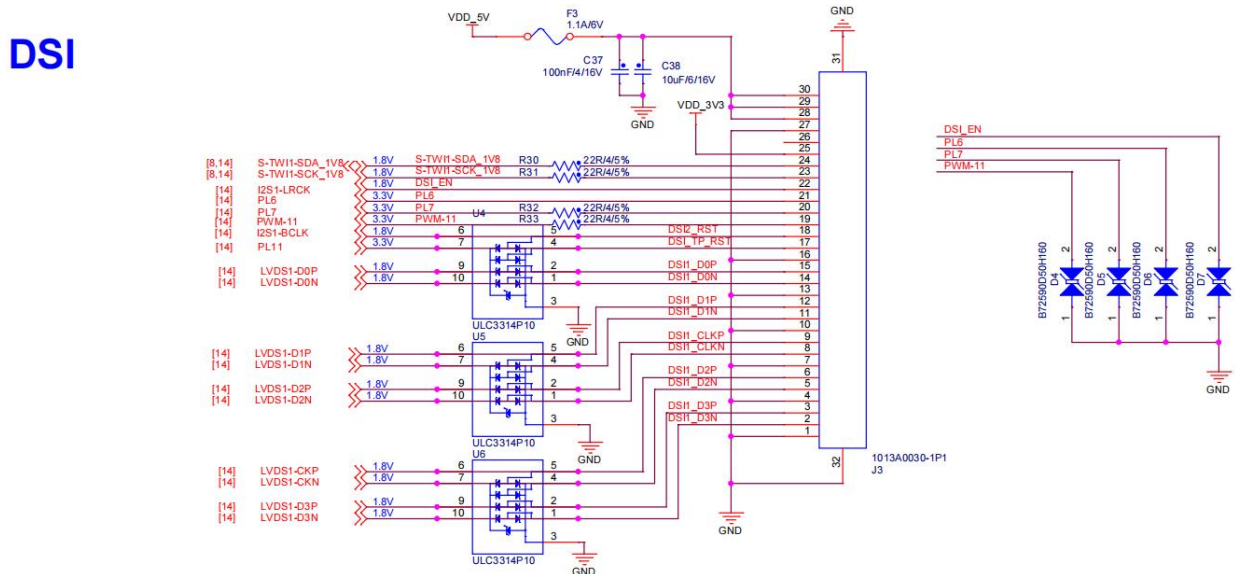 DSI
VDD_5V
F3
1.1A/6V
C37
100nF/4/16V
C38
10uF/6/16V
GND
VDD_3V3
GND
31
30
29
28
27
26
25
24
23
22
21
20
19
18
17
16
15
14
13
12
11
10
9
8
7
6
5
4
3
2
1
32
1013A0030-1P1
J3
GND
[8,14] S-TWI1-SDA_1V8 1.8V S-TWI1-SDA_1V8 R30 22R/4/5%
[8,14] S-TWI1-SCK_1V8 1.8V S-TWI1-SCK_1V8 R31 22R/4/5%
[14] I2S1-LRCK 1.8V DSI_EN
[14] PL6 3.3V PL6
[14] PL7 3.3V PL7 R32 22R/4/5%
[14] PWM-11 3.3V PWM-11 R33 22R/4/5%
U4
[14] I2S1-BCLK 1.8V 6 5 DSI2_RST
[14] PL11 3.3V 7 4 DSI_TP_RST
[14] LVDS1-D0P 1.8V 9 2 DSI1_D0P
[14] LVDS1-D0N 1.8V 10 1 DSI1_D0N
3
ULC3314P10
GND
U5
DSI1_D1P
DSI1_D1N
DSI1_CLKP
DSI1_CLKN
[14] LVDS1-D1P 1.8V 6 5
[14] LVDS1-D1N 1.8V 7 4
[14] LVDS1-D2P 1.8V 9 2
[14] LVDS1-D2N 1.8V 10 1
3
ULC3314P10
GND
U6
DSI1_D2P
DSI1_D2N
DSI1_D3P
DSI1_D3N
[14] LVDS1-CKP 1.8V 6 5
[14] LVDS1-CKN 1.8V 7 4
[14] LVDS1-D3P 1.8V 9 2
[14] LVDS1-D3N 1.8V 10 1
3
ULC3314P10
GND
DSI_EN
PL6
PL7
PWM-11
2
D4
B72590D50H160
1
2
D5
B72590D50H160
1
2
D6
B72590D50H160
1
2
D7
B72590D50H160
1
GND